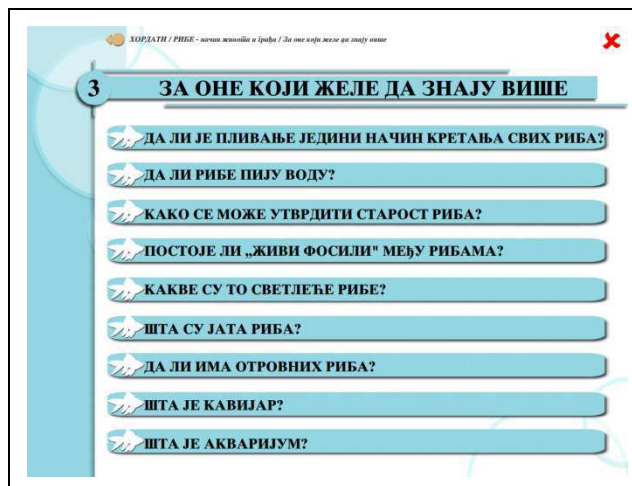 ХОРДАТИ / РИБЕ - начин живота и грађа / За оне који желе да знају више
3 ЗА ОНЕ КОЈИ ЖЕЛЕ ДА ЗНАЈУ ВИШЕ
ДА ЛИ ЈЕ ПЛИВАЊЕ ЈЕДИНИ НАЧИН КРЕТАЊА СВИХ РИБА?
ДА ЛИ РИБЕ ПИЈУ ВОДУ?
КАКО СЕ МОЖЕ УТВРДИТИ СТАРОСТ РИБА?
ПОСТОЈЕ ЛИ „ЖИВИ ФОСИЛИ" МЕЂУ РИБАМА?
КАКВЕ СУ ТО СВЕТЛЕЋЕ РИБЕ?
ШТА СУ ЈАТА РИБА?
ДА ЛИ ИМА ОТРОВНИХ РИБА?
ШТА ЈЕ КАВИЈАР?
ШТА ЈЕ АКВАРИЈУМ?